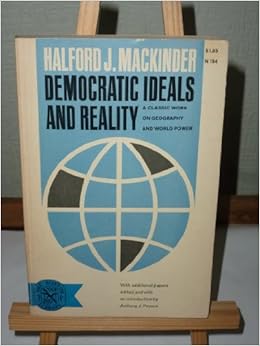 HALFORD J. MACKINDER
$1.65
N 184
DEMOCRATIC IDEALS
AND REALITY
A CLASSIC WORK
ON GEOGRAPHY
AND WORLD POWER
With additional papers
edited and with
an introduction by
Anthony J. Pearce